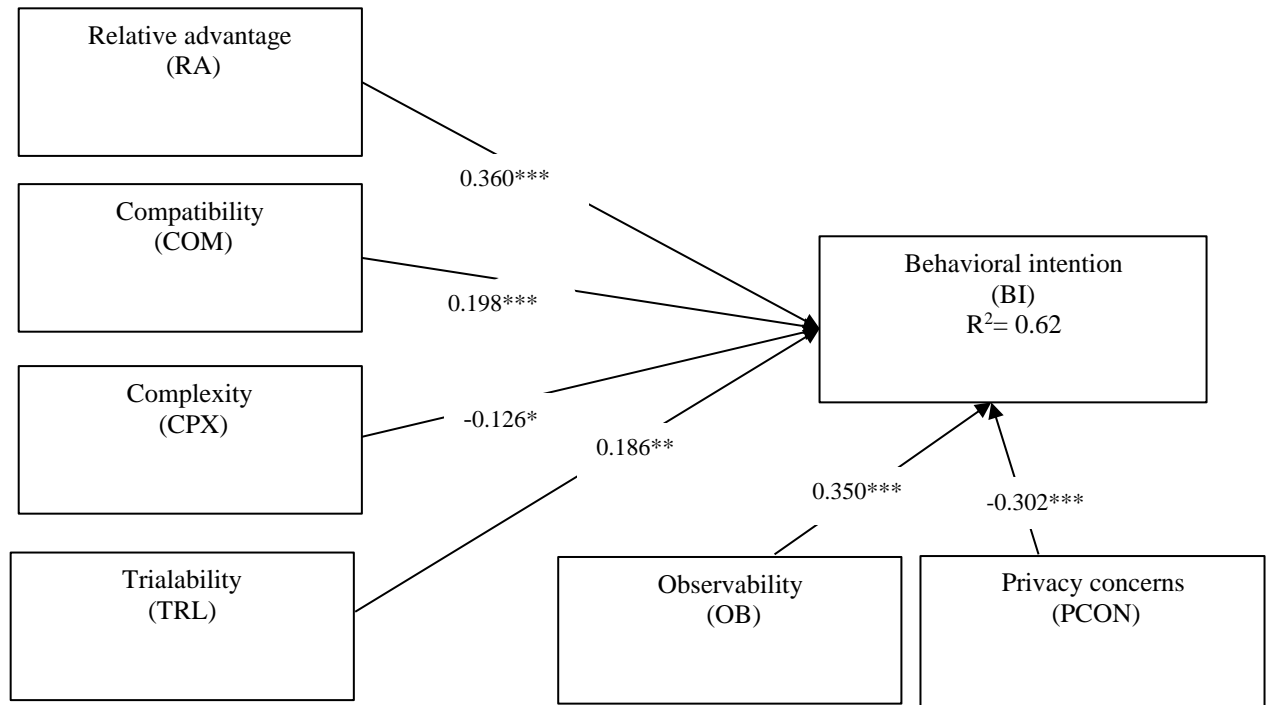 Relative advantage
(RA)
0.360***
Compatibility
(COM)
0.198***
Behavioral intention
(BI)
R²= 0.62
Complexity
(CPX)
-0.126*
0.186**
Trialability
(TRL)
0.350***
-0.302***
Observability
(OB)
Privacy concerns
(PCON)